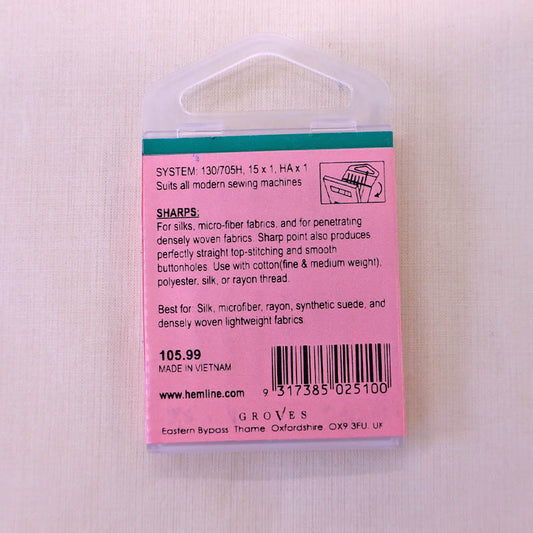 SYSTEM: 130/705H, 15 x 1, HA x 1
Suits all modern sewing machines
SHARPS:
For silks, micro-fiber fabrics, and for penetrating
densely woven fabrics. Sharp point also produces
perfectly straight top-stitching and smooth
buttonholes. Use with cotton(fine & medium weight),
polyester, silk, or rayon thread.
Best for: Silk, microfiber, rayon, synthetic suede, and
densely woven lightweight fabrics
105.99
MADE IN VIETNAM
www.hemline.com
9 317385 025100
GROVES
Eastern Bypass Thame Oxfordshire OX9 3FU. UK